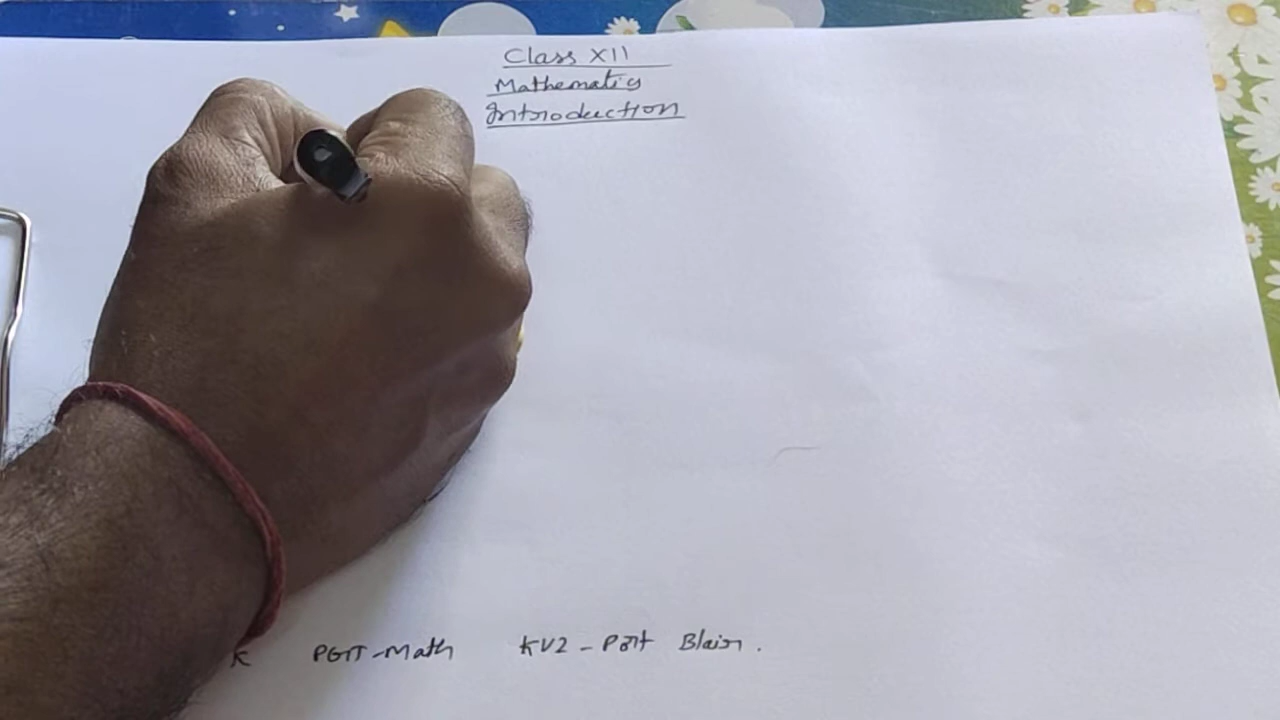 Class XII
Mathematics
Introduction
K PGT-Math KV2 - Port Blair.